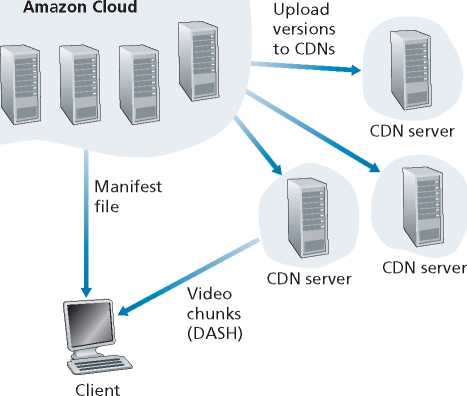 Amazon Cloud
Upload
versions
to CDNs
CDN server
Manifest
file
CDN server
CDN server
Video
chunks
(DASH)
Client